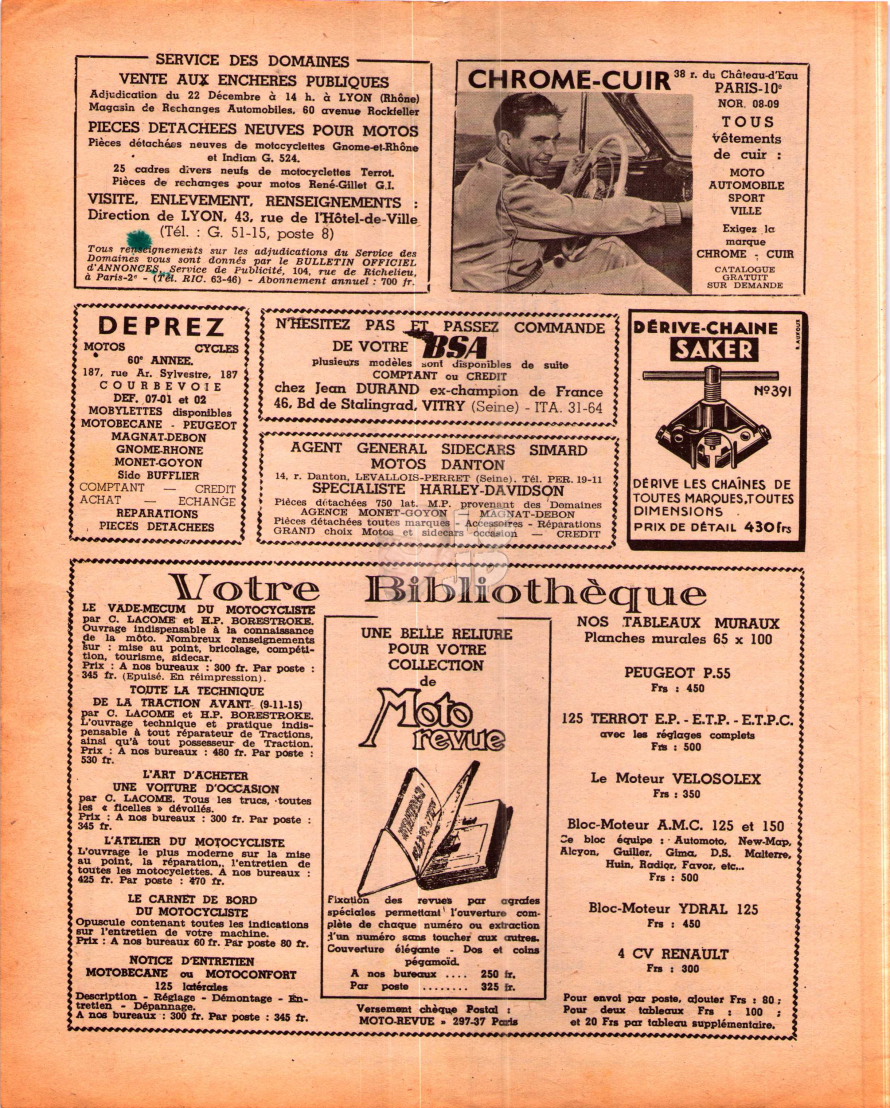 SERVICE DES DOMAINES
VENTE AUX ENCHERES PUBLIQUES
Adjudication du 22 Décembre à 14 h. à LYON (Rhône)
Magasin de Rechanges Automobiles, 60 avenue Rockfeller
PIECES DETACHEES NEUVES POUR MOTOS
Pièces détachées neuves de motocyclettes Gnome-et-Rhône
et Indian G. 524.
25 cadres divers neufs de motocyclettes Terrot.
Pièces de rechanges pour motos René-Gillet G.I.
VISITE, ENLEVEMENT, RENSEIGNEMENTS :
Direction de LYON, 43, rue de l'Hôtel-de-Ville
(Tél. : G. 51-15, poste 8)
Tous renseignements sur les adjudications du Service des
Domaines vous sont donnés par le BULLETIN OFFICIEL
d'ANNONCES, Service de Publicité, 104, rue de Richelieu,
à Paris-2e - (Tél. RIC. 63-46) - Abonnement annuel : 700 fr.
CHROME-CUIR
38 r. du Château-d'Eau
PARIS-10e
NOR. 08-09
TOUS
vêtements
de cuir :
MOTO
AUTOMOBILE
SPORT
VILLE
Exigez la
marque
CHROME - CUIR
CATALOGUE
GRATUIT
SUR DEMANDE
DEPREZ
MOTOS CYCLES
60e ANNEE.
187, rue Ar. Sylvestre, 187
COURBEVOIE
DEF. 07-01 et 02
MOBYLETTES disponibles
MOTOBECANE - PEUGEOT
MAGNAT-DEBON
GNOME-RHONE
MONET-GOYON
Side BUFFLIER
COMPTANT — CREDIT
ACHAT — ECHANGE
REPARATIONS
PIECES DETACHEES
N'HESITEZ PAS ET PASSEZ COMMANDE
DE VOTRE BSA
plusieurs modèles sont disponibles de suite
COMPTANT ou CREDIT
chez Jean DURAND ex-champion de France
46, Bd de Stalingrad, VITRY (Seine) - ITA. 31-64
AGENT GENERAL SIDECARS SIMARD
MOTOS DANTON
14, r. Danton, LEVALLOIS-PERRET (Seine). Tél. PER. 19-11
SPECIALISTE HARLEY-DAVIDSON
Pièces détachées 750 lat. M.P. provenant des Domaines
AGENCE MONET-GOYON - MAGNAT-DEBON
Pièces détachées toutes marques - Accessoires - Réparations
GRAND choix Motos et sidecars occasion — CREDIT
DÉRIVE-CHAINE
SAKER
No 391
DÉRIVE LES CHAÎNES DE
TOUTES MARQUES, TOUTES
DIMENSIONS
PRIX DE DÉTAIL 430 frs
Votre Bibliothèque
LE VADE-MECUM DU MOTOCYCLISTE
par C. LACOME et H.P. BORESTROKE.
Ouvrage indispensable à la connaissance
de la môto. Nombreux renseignements
sur : mise au point, bricolage, compéti-
tion, tourisme, sidecar.
Prix : A nos bureaux : 300 fr. Par poste :
345 fr. (Epuisé. En réimpression).
TOUTE LA TECHNIQUE
DE LA TRACTION AVANT (9-11-15)
par C. LACOME et H.P. BORESTROKE.
L'ouvrage technique et pratique indis-
pensable à tout réparateur de Tractions,
ainsi qu'à tout possesseur de Traction.
Prix : A nos bureaux : 480 fr. Par poste :
530 fr.
L'ART D'ACHETER
UNE VOITURE D'OCCASION
par C. LACOME. Tous les trucs, toutes
les « ficelles » dévoilés.
Prix : A nos bureaux : 300 fr. Par poste :
345 fr.
L'ATELIER DU MOTOCYCLISTE
L'ouvrage le plus moderne sur la mise
au point, la réparation, l'entretien de
toutes les motocyclettes. A nos bureaux :
425 fr. Par poste : 470 fr.
LE CARNET DE BORD
DU MOTOCYCLISTE
Opuscule contenant toutes les indications
sur l'entretien de votre machine.
Prix : A nos bureaux 60 fr. Par poste 80 fr.
NOTICE D'ENTRETIEN
MOTOBECANE ou MOTOCONFORT
125 latérales
Description - Réglage - Démontage - En-
tretien - Dépannage.
A nos bureaux : 300 fr. Par poste : 345 fr.
UNE BELLE RELIURE
POUR VOTRE
COLLECTION
de
Moto
revue
Fixation des revues par agrafes
spéciales permettant l'ouverture com-
plète de chaque numéro ou extraction
d'un numéro sans toucher aux autres.
Couverture élégante - Dos et coins
pégamoïd.
A nos bureaux .... 250 fr.
Par poste ........ 325 fr.
Versement chèque Postal :
MOTO-REVUE - 297-37 Paris
NOS TABLEAUX MURAUX
Planches murales 65 x 100
PEUGEOT P.55
Frs : 450
125 TERROT E.P. - E.T.P. - E.T.P.C.
avec les réglages complets
Frs : 500
Le Moteur VELOSOLEX
Frs : 350
Bloc-Moteur A.M.C. 125 et 150
Ce bloc équipe : Automoto, New-Map,
Alcyon, Guiller, Gima, D.S. Malterre,
Huin, Radior, Favor, etc...
Frs : 500
Bloc-Moteur YDRAL 125
Frs : 450
4 CV RENAULT
Frs : 300
Pour envoi par poste, ajouter Frs : 80 ;
Pour deux tableaux Frs : 100 ;
et 20 Frs par tableau supplémentaire.